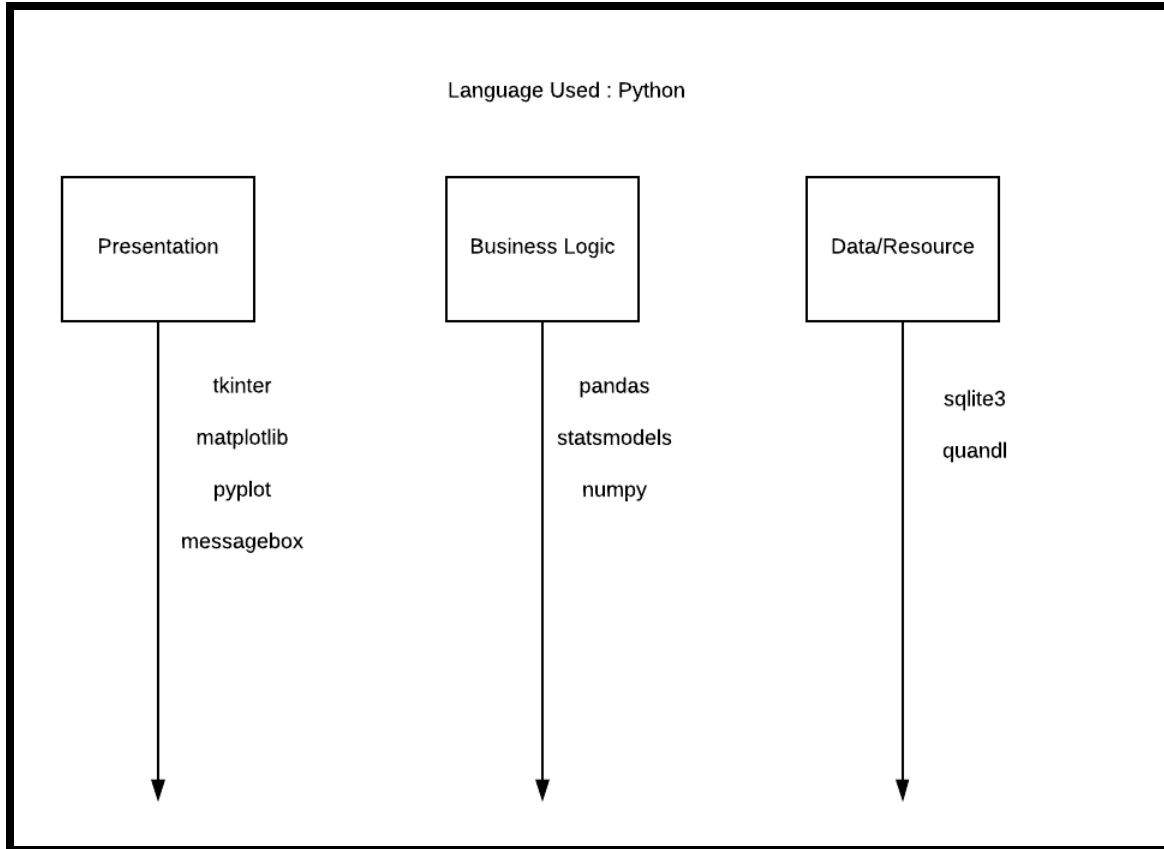 Language Used : Python
Presentation
Business Logic
Data/Resource
tkinter
matplotlib
pyplot
messagebox
pandas
statsmodels
numpy
sqlite3
quandl